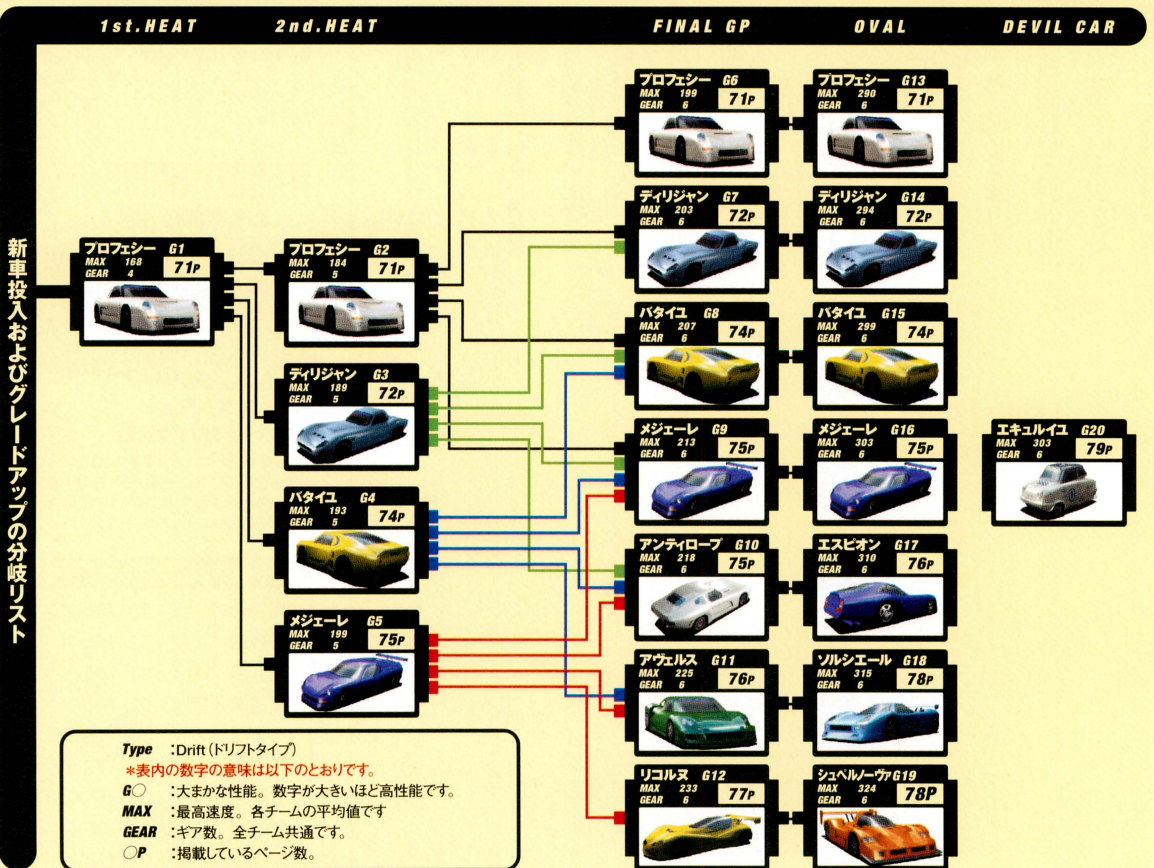 1st.HEAT
2nd.HEAT
FINAL GP
OVAL
DEVIL CAR
新車投入およびグレードアップの分岐リスト
プロフェシー G1
MAX 168
GEAR 4
71P
プロフェシー G2
MAX 184
GEAR 5
71P
ディリジャン G3
MAX 189
GEAR 5
72P
バタイユ G4
MAX 193
GEAR 5
74P
メジェーレ G5
MAX 199
GEAR 5
75P
プロフェシー G6
MAX 199
GEAR 6
71P
ディリジャン G7
MAX 203
GEAR 6
72P
バタイユ G8
MAX 207
GEAR 6
74P
メジェーレ G9
MAX 213
GEAR 6
75P
アンティロープ G10
MAX 218
GEAR 6
75P
アヴェルス G11
MAX 225
GEAR 6
76P
リコルヌ G12
MAX 233
GEAR 6
77P
プロフェシー G13
MAX 290
GEAR 6
71P
ディリジャン G14
MAX 294
GEAR 6
72P
バタイユ G15
MAX 299
GEAR 6
74P
メジェーレ G16
MAX 303
GEAR 6
75P
エスピオン G17
MAX 310
GEAR 6
76P
ソルシエール G18
MAX 315
GEAR 6
78P
シュペルノーヴァ G19
MAX 324
GEAR 6
78P
エキュルイユ G20
MAX 303
GEAR 6
79P
Type :Drift(ドリフトタイプ)
*表内の数字の意味は以下のとおりです。
G○ :大まかな性能。数字が大きいほど高性能です。
MAX :最高速度。各チームの平均値です
GEAR :ギア数。全チーム共通です。
○P :掲載しているページ数。